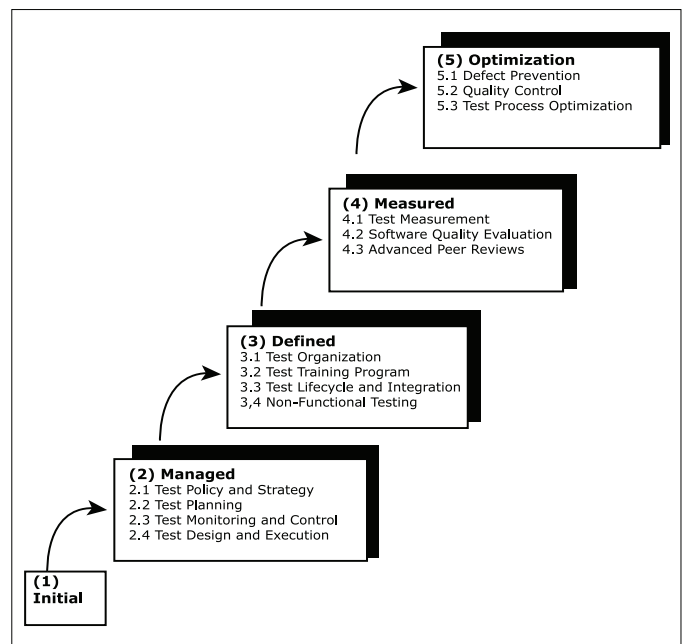 (5) Optimization
5.1 Defect Prevention
5.2 Quality Control
5.3 Test Process Optimization
(4) Measured
4.1 Test Measurement
4.2 Software Quality Evaluation
4.3 Advanced Peer Reviews
(3) Defined
3.1 Test Organization
3.2 Test Training Program
3.3 Test Lifecycle and Integration
3,4 Non-Functional Testing
(2) Managed
2.1 Test Policy and Strategy
2.2 Test Planning
2.3 Test Monitoring and Control
2.4 Test Design and Execution
(1)
Initial